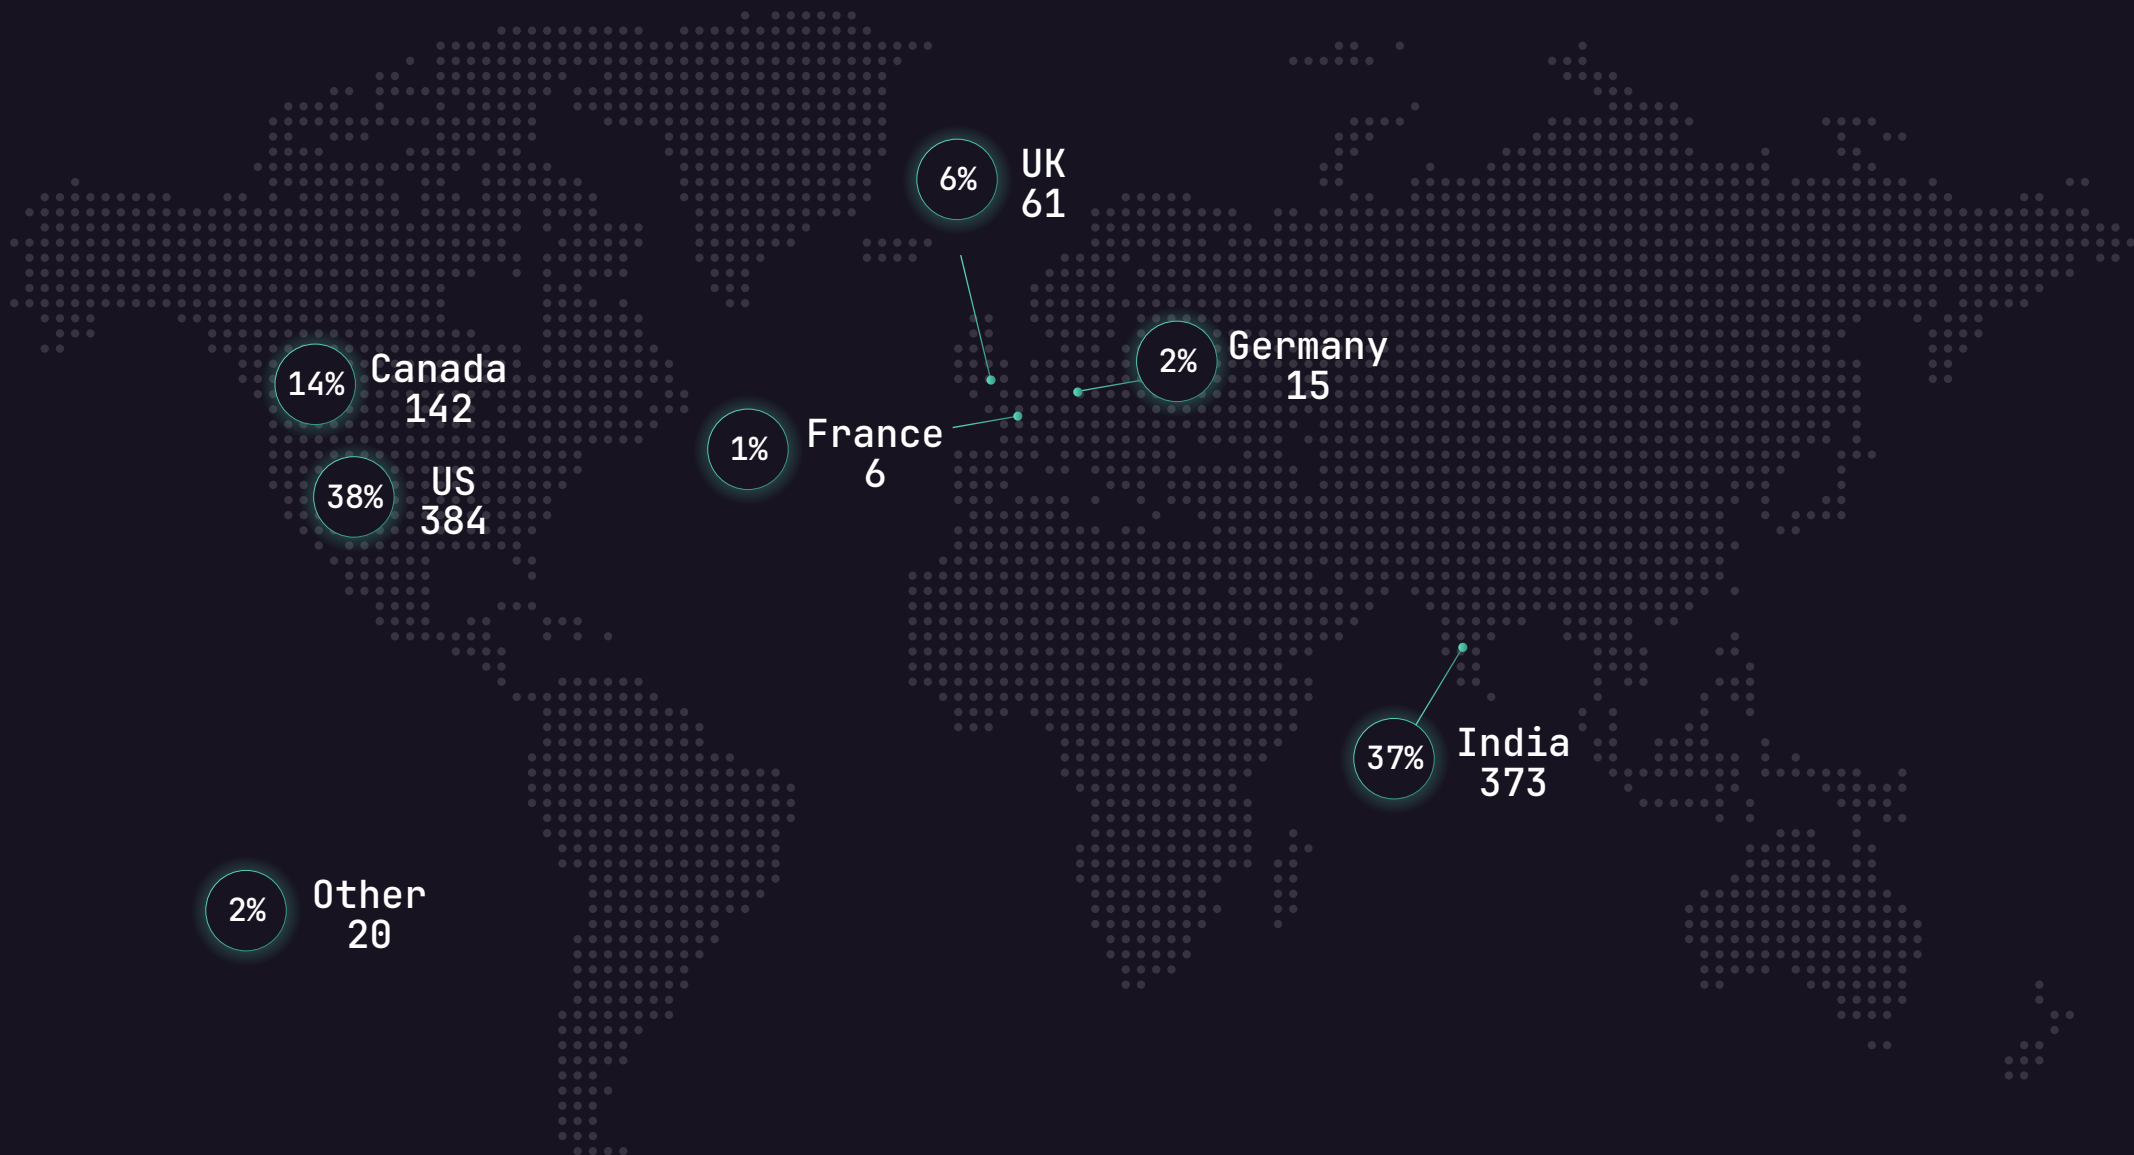 6%
UK
61
2%
Germany
15
14%
Canada
142
1%
France
6
38%
US
384
37%
India
373
2%
Other
20